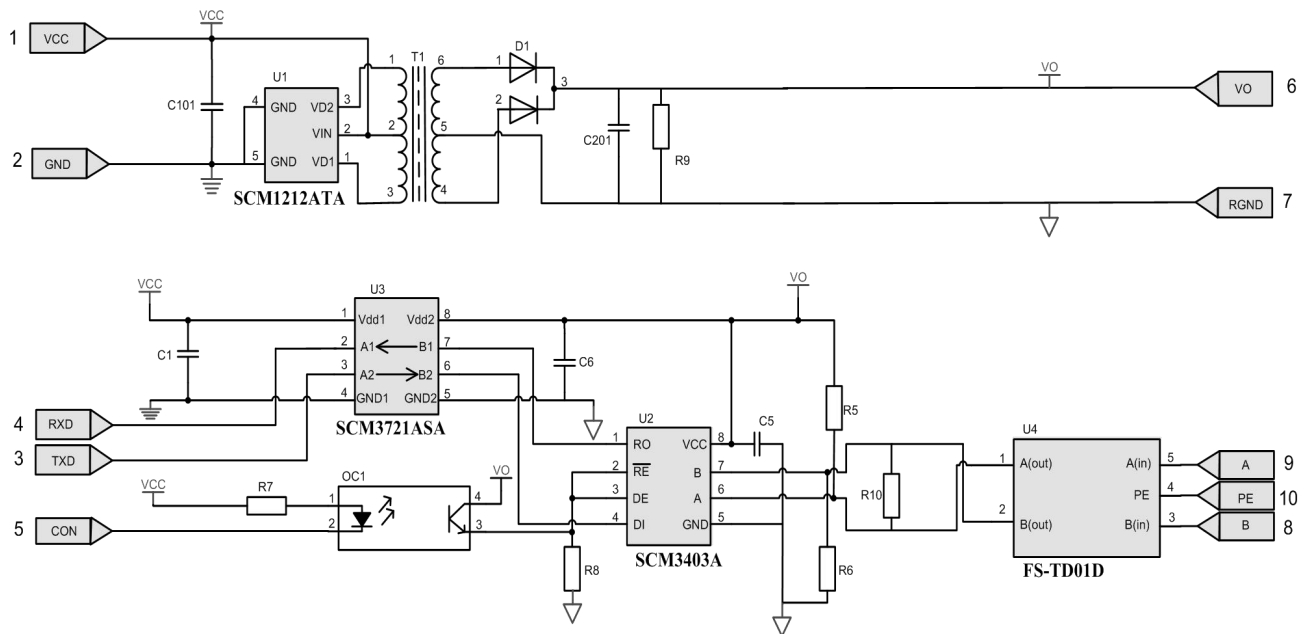 VCC
1 VCC
T1
D1
U1
1
6
1
3
VO
C101
4 GND VD2 3
2
VO 6
VIN 2
2
5
C201
R9
2 GND
5 GND VD1 1
3
4
SCM1212ATA
RGND 7
VCC
U3
VO
1 Vdd1 Vdd2 8
C1
2 A1 B1 7
C6
3 A2 B2 6
4 GND1 GND2 5
SCM3721ASA
U2
R5
4 RXD
C5
U4
1 RO VCC 8
3 TXD
1 A(out) A(in) 5 A 9
VCC
R7
OC1
VO
2 RE B 7
R10
4
1
3 DE A 6
PE 4 PE 10
5 CON
2
3
4 DI GND 5
2 B(out) B(in) 3 B 8
SCM3403A
FS-TD01D
R8
R6